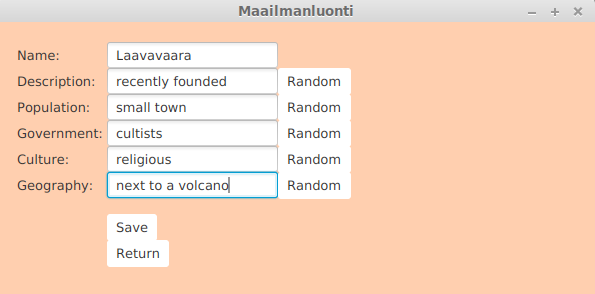 Maailmanluonti
Name: Laavavaara
Description: recently founded Random
Population: small town Random
Government: cultists Random
Culture: religious Random
Geography: next to a volcano Random
Save
Return